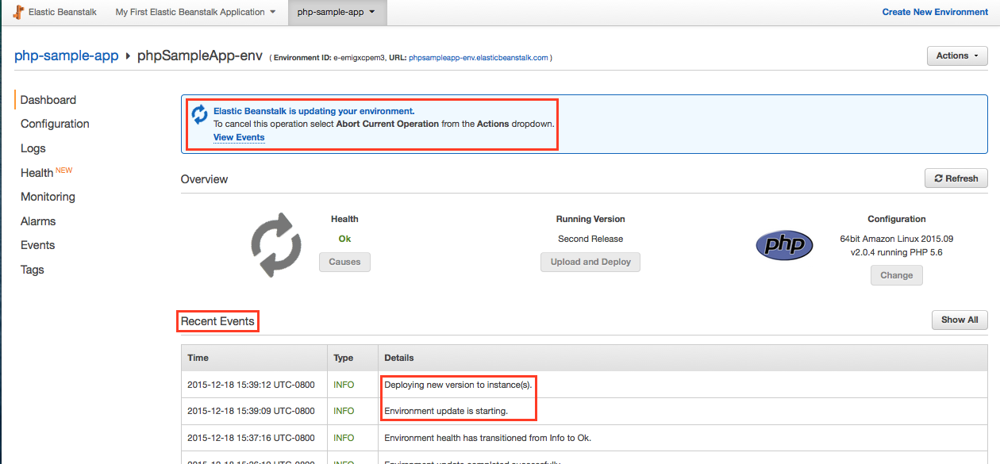 Elastic Beanstalk My First Elastic Beanstalk Application php-sample-app Create New Environment
php-sample-app phpSampleApp-env ( Environment ID: e-emigxcpem3, URL: phpsampleapp-env.elasticbeanstalk.com )
Actions
Dashboard
Configuration
Logs
Health NEW
Monitoring
Alarms
Events
Tags
Elastic Beanstalk is updating your environment.
To cancel this operation select Abort Current Operation from the Actions dropdown.
View Events
Overview
Refresh
Health
Ok
Causes
Running Version
Second Release
Upload and Deploy
php
Configuration
64bit Amazon Linux 2015.09
v2.0.4 running PHP 5.6
Change
Recent Events
Show All
Time Type Details
2015-12-18 15:39:12 UTC-0800 INFO Deploying new version to instance(s).
2015-12-18 15:39:09 UTC-0800 INFO Environment update is starting.
2015-12-18 15:37:16 UTC-0800 INFO Environment health has transitioned from Info to Ok.
INFO Environment update completed successfully.